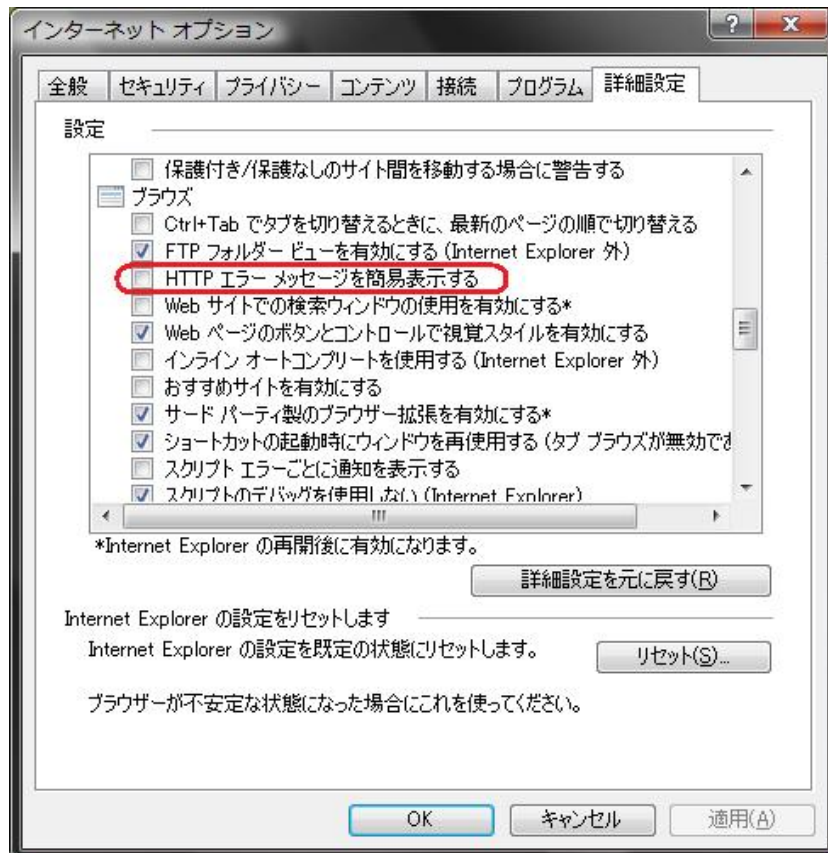 インターネット オプション
全般 セキュリティ プライバシー コンテンツ 接続 プログラム 詳細設定
設定
保護付き/保護なしのサイト間を移動する場合に警告する
ブラウズ
Ctrl+Tab でタブを切り替えるときに、最新のページの順で切り替える
FTP フォルダー ビューを有効にする (Internet Explorer 外)
HTTP エラー メッセージを簡易表示する
Web サイトでの検索ウィンドウの使用を有効にする*
Web ページのボタンとコントロールで視覚スタイルを有効にする
インライン オートコンプリートを使用する (Internet Explorer 外)
おすすめサイトを有効にする
サード パーティ製のブラウザー拡張を有効にする*
ショートカットの起動時にウィンドウを再使用する (タブ ブラウズが無効であ
スクリプト エラーごとに通知を表示する
スクリプトのデバッグを使用しない (Internet Explorer)
*Internet Explorer の再開後に有効になります。
詳細設定を元に戻す(R)
Internet Explorer の設定をリセットします
Internet Explorer の設定を既定の状態にリセットします。
リセット(S)...
ブラウザーが不安定な状態になった場合にこれを使ってください。
OK キャンセル 適用(A)